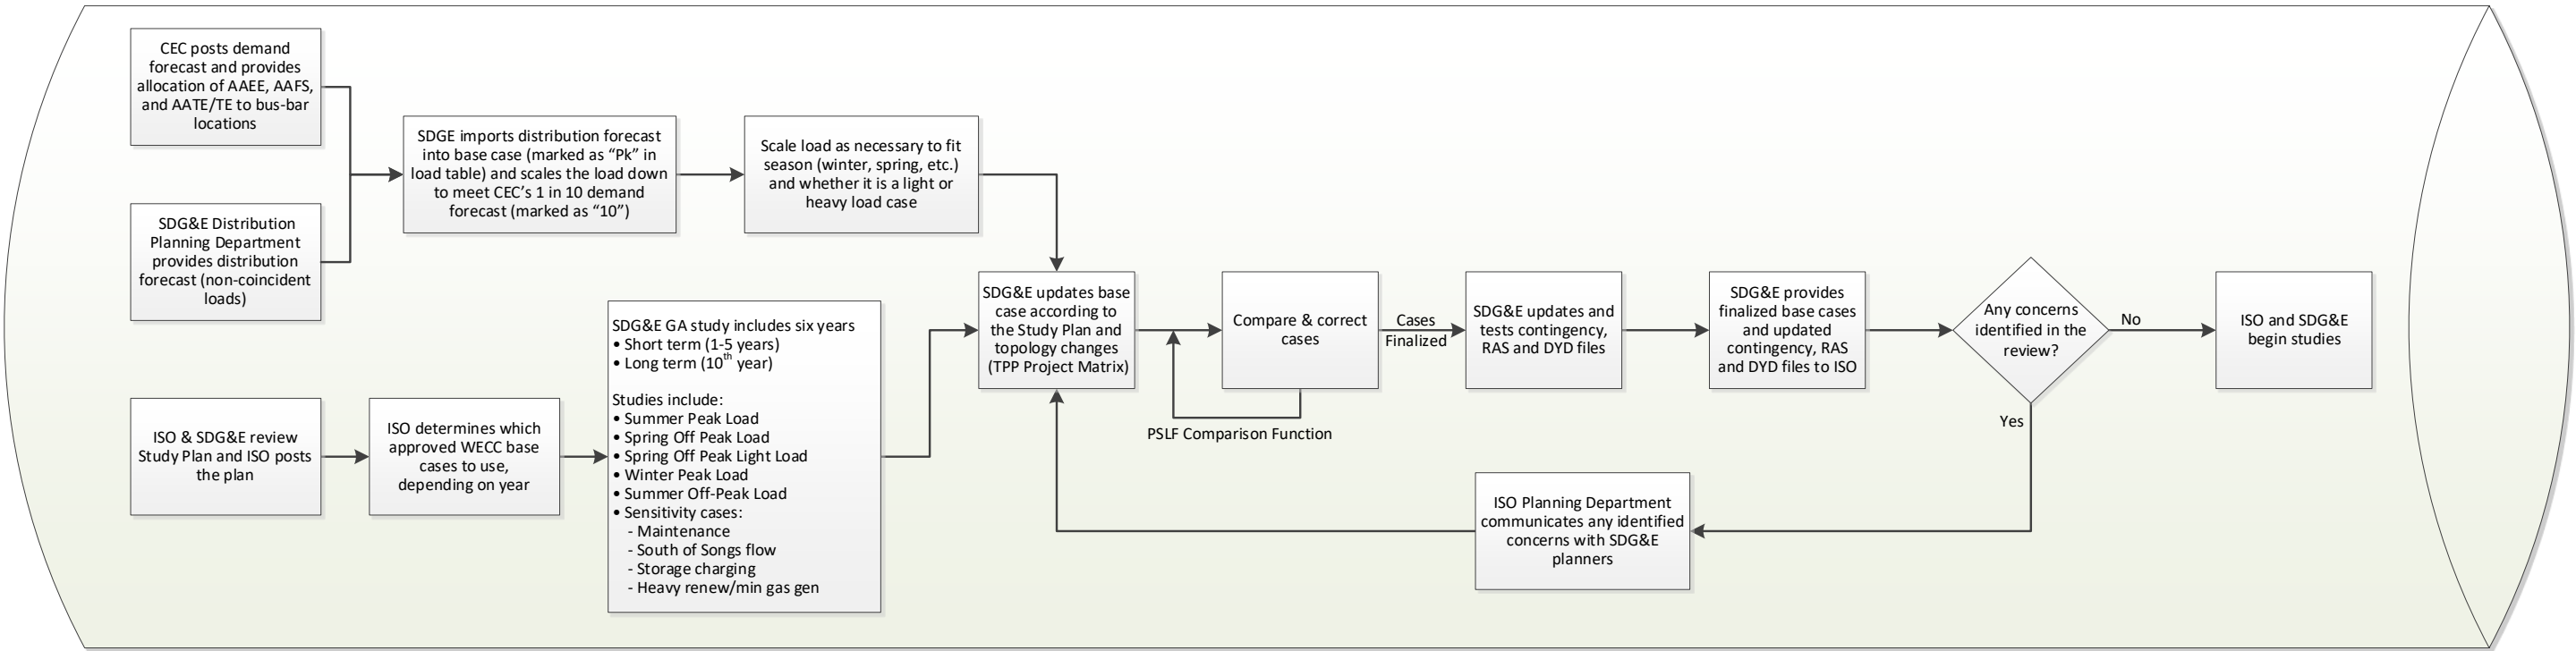 CEC posts demand
forecast and provides
allocation of AAEE, AAFS,
and AATE/TE to bus-bar
locations
SDG&E Distribution
Planning Department
provides distribution
forecast (non-coincident
loads)
SDGE imports distribution forecast
into base case (marked as “Pk” in
load table) and scales the load down
to meet CEC’s 1 in 10 demand
forecast (marked as “10”)
Scale load as necessary to fit
season (winter, spring, etc.)
and whether it is a light or
heavy load case
ISO & SDG&E review
Study Plan and ISO posts
the plan
ISO determines which
approved WECC base
cases to use,
depending on year
SDG&E GA study includes six years
• Short term (1-5 years)
• Long term (10th year)
Studies include:
• Summer Peak Load
• Spring Off Peak Load
• Spring Off Peak Light Load
• Winter Peak Load
• Summer Off-Peak Load
• Sensitivity cases:
- Maintenance
- South of Songs flow
- Storage charging
- Heavy renew/min gas gen
SDG&E updates base
case according to
the Study Plan and
topology changes
(TPP Project Matrix)
Compare & correct
cases
PSLF Comparison Function
Cases
Finalized
SDG&E updates and
tests contingency,
RAS and DYD files
SDG&E provides
finalized base cases
and updated
contingency, RAS
and DYD files to ISO
Any concerns
identified in the
review?
No
ISO and SDG&E
begin studies
Yes
ISO Planning Department
communicates any identified
concerns with SDG&E
planners